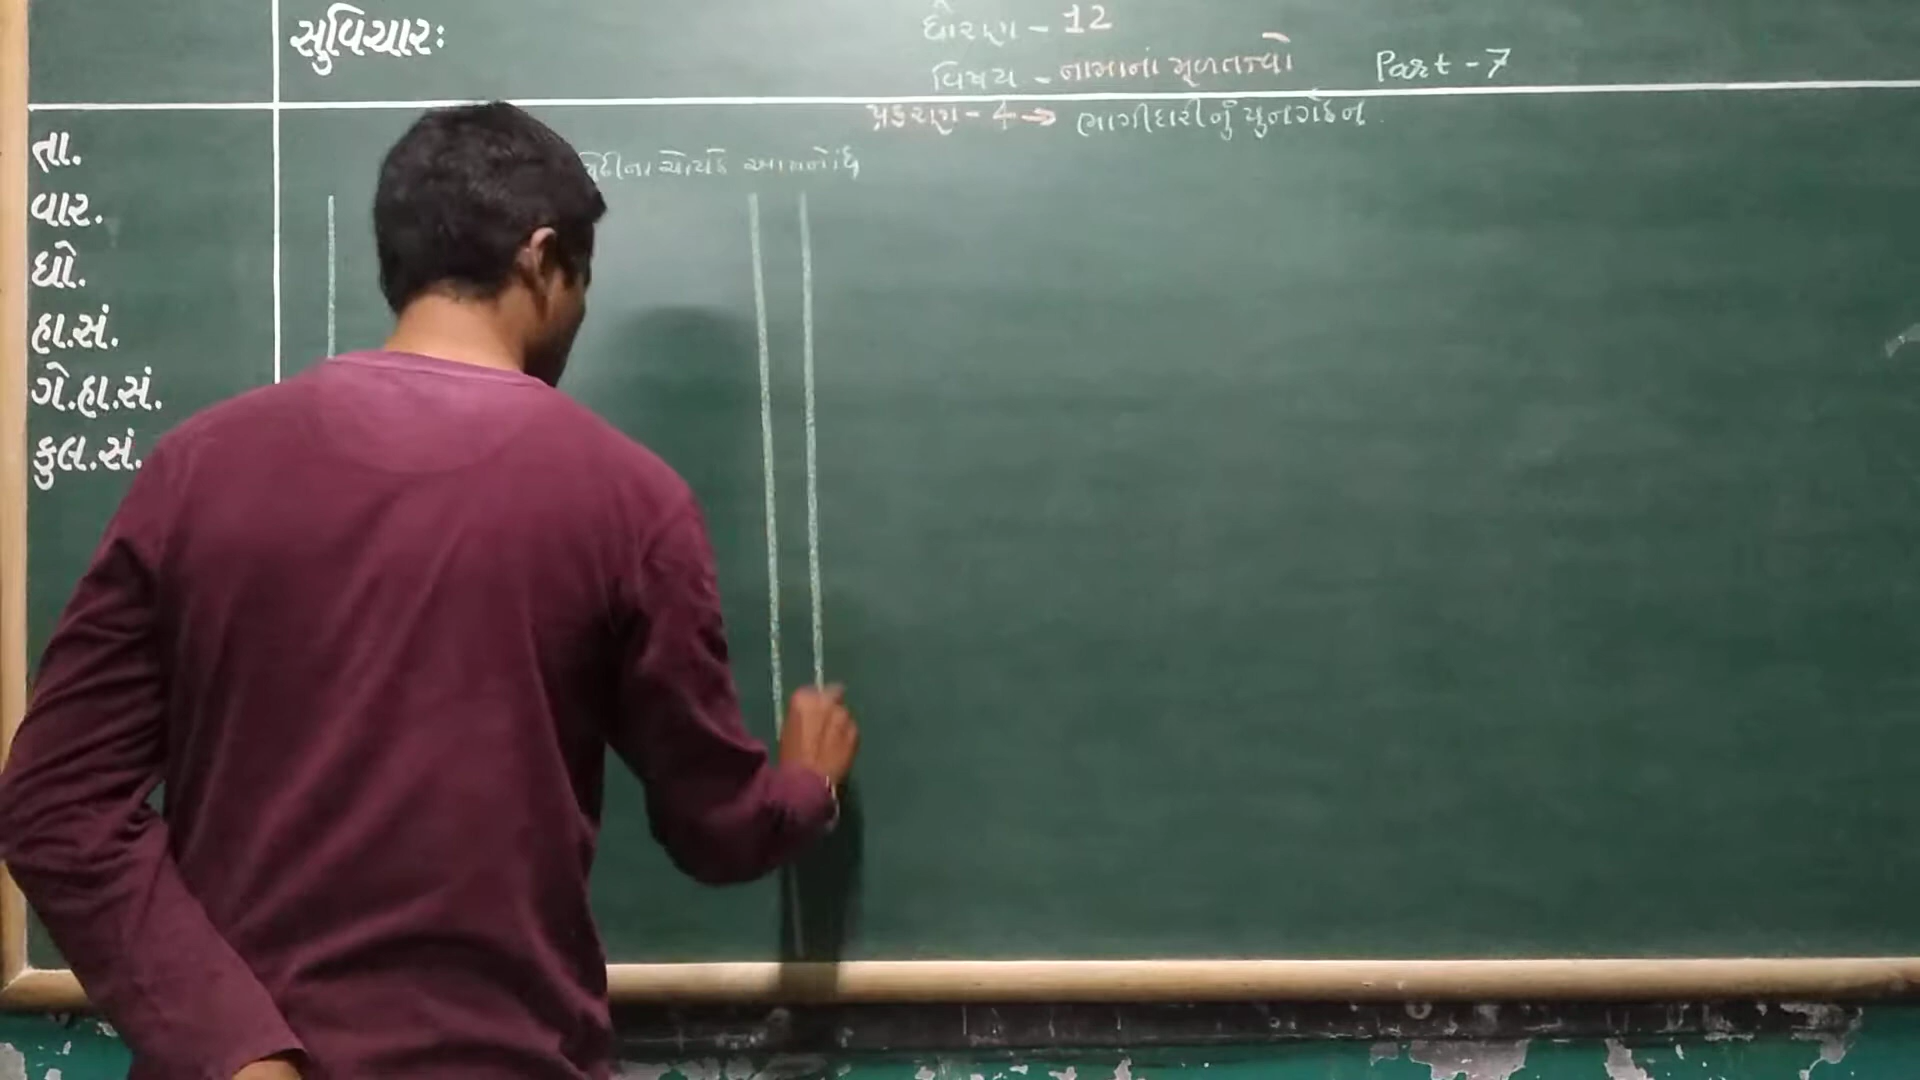 સુવિચારઃ
ધોરણ - 12
વિષય - નામાનાં મૂળતત્વો Part - 7
પ્રકરણ - 4 → ભાગીદારીનું પુનર્ગઠન
તા.
વાર.
ધો.
હા.સં.
ગે.હા.સં.
કુલ.સં.